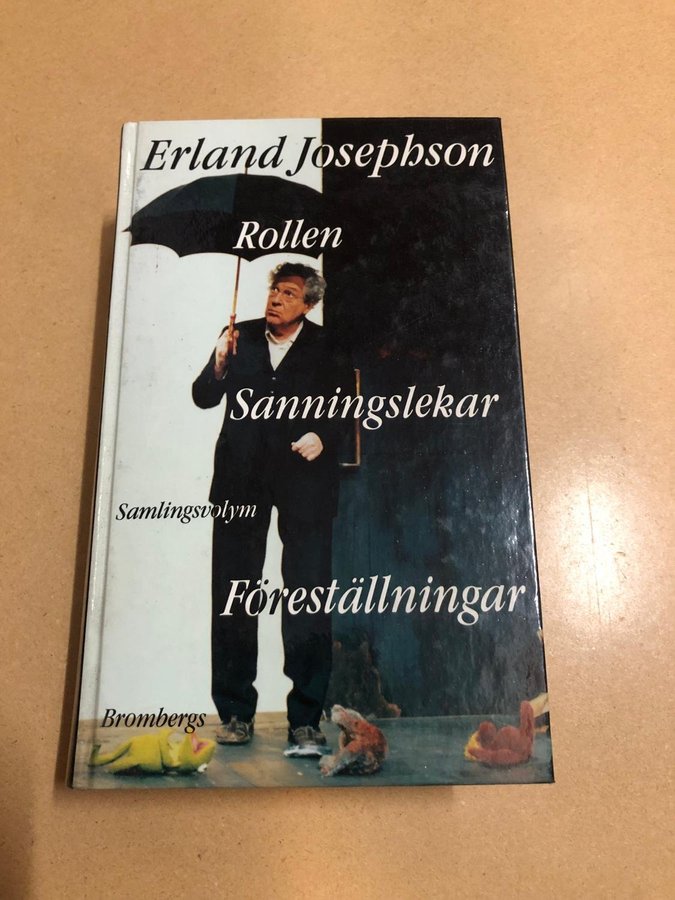 Erland Josephson
Rollen
Sanningslekar
Samlingsvolym
Föreställningar
Brombergs